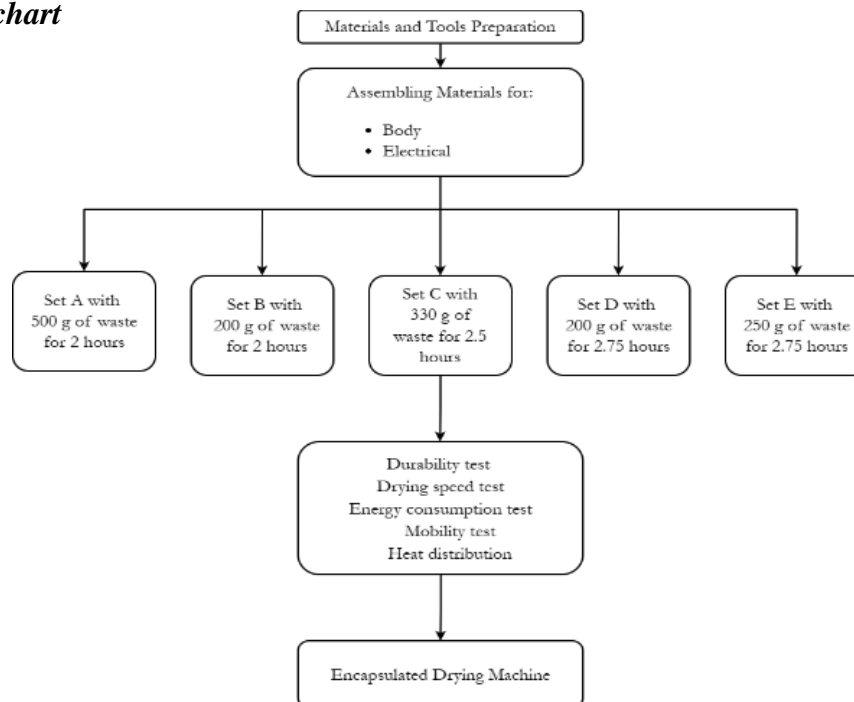 chart
Materials and Tools Preparation
Assembling Materials for:
• Body
• Electrical
Set A with
500 g of waste
for 2 hours
Set B with
200 g of waste
for 2 hours
Set C with
330 g of
waste for 2.5
hours
Set D with
200 g of waste
for 2.75 hours
Set E with
250 g of waste
for 2.75 hours
Durability test
Drying speed test
Energy consumption test
Mobility test
Heat distribution
Encapsulated Drying Machine